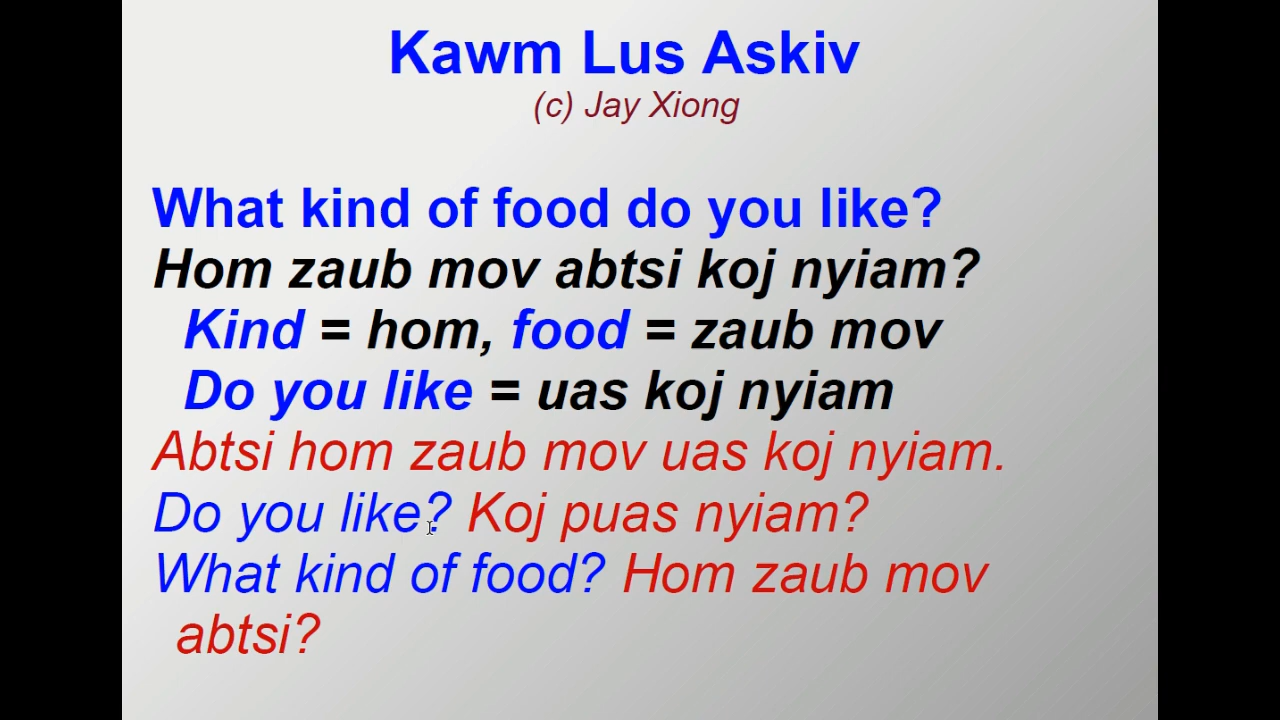 Kawm Lus Askiv
(c) Jay Xiong
What kind of food do you like?
Hom zaub mov abtsi koj nyiam?
Kind = hom, food = zaub mov
Do you like = uas koj nyiam
Abtsi hom zaub mov uas koj nyiam.
Do you like? Koj puas nyiam?
What kind of food? Hom zaub mov
abtsi?